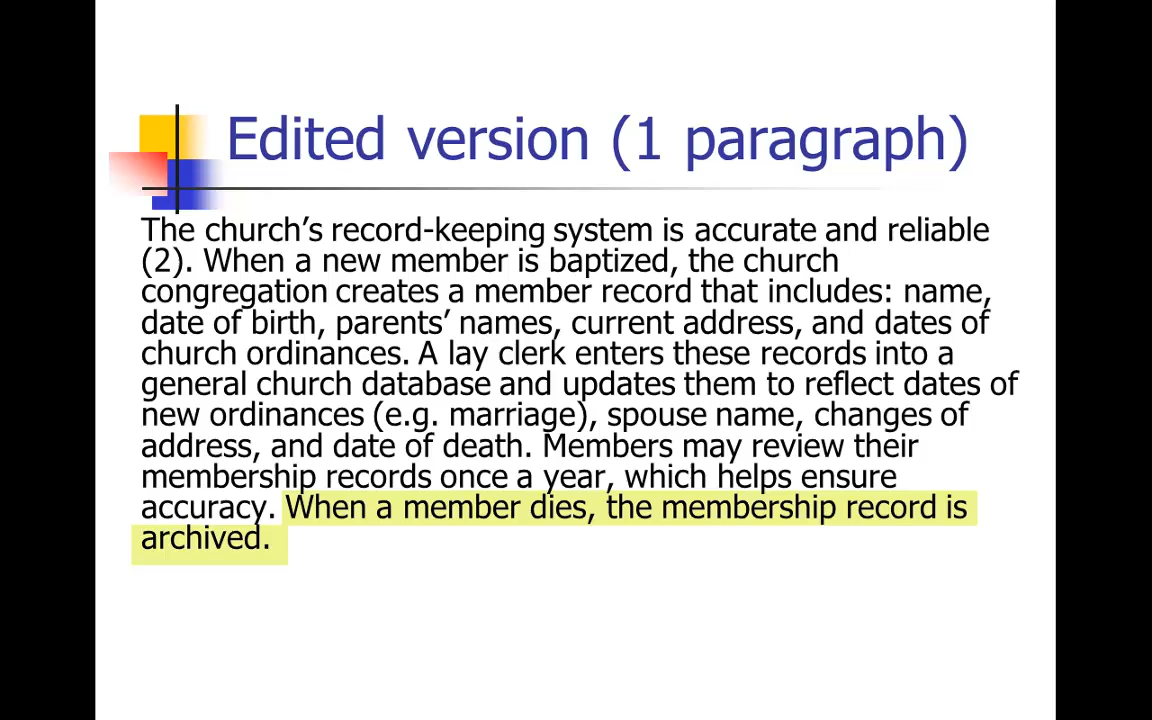 Edited version (1 paragraph)
The church’s record-keeping system is accurate and reliable
(2). When a new member is baptized, the church
congregation creates a member record that includes: name,
date of birth, parents’ names, current address, and dates of
church ordinances. A lay clerk enters these records into a
general church database and updates them to reflect dates of
new ordinances (e.g. marriage), spouse name, changes of
address, and date of death. Members may review their
membership records once a year, which helps ensure
accuracy. When a member dies, the membership record is
archived.